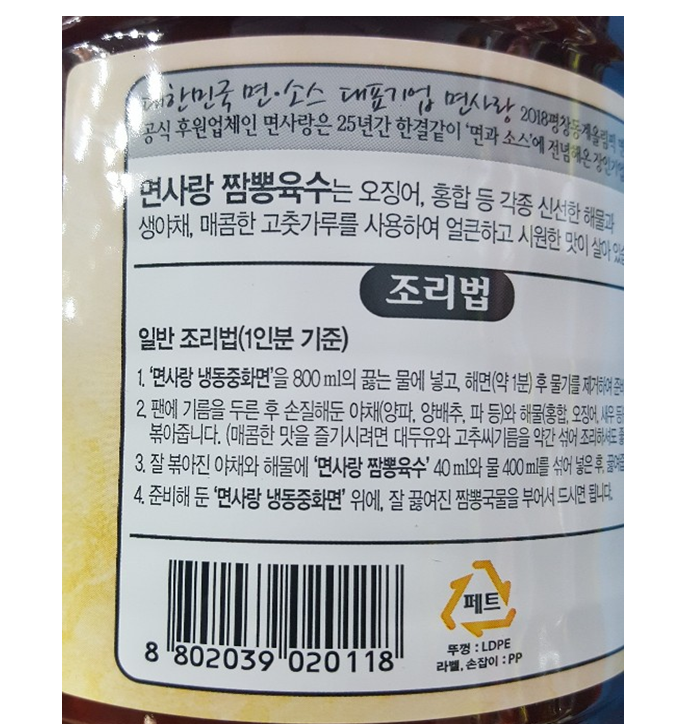 대한민국 면·소스 대표기업 면사랑 2018평창동계올림픽
공식 후원업체인 면사랑은 25년간 한결같이 '면과 소스'에 전념해온 장인기업
면사랑 짬뽕육수는 오징어, 홍합 등 각종 신선한 해물과
생야채, 매콤한 고춧가루를 사용하여 얼큰하고 시원한 맛이 살아
조리법
일반 조리법(1인분 기준)
1. '면사랑 냉동중화면'을 800ml의 끓는 물에 넣고, 해면(약 1분) 후 물기를 제거하여
2. 팬에 기름을 두른 후 손질해둔 야채(양파, 양배추, 파 등)와 해물(홍합, 오징어, 새우
볶아줍니다. (매콤한 맛을 즐기시려면 대두유와 고추씨기름을 약간 섞어 조리하셔도
3. 잘 볶아진 야채와 해물에 '면사랑 짬뽕육수' 40ml와 물 400ml를 섞어 넣은 후,
4. 준비해 둔 '면사랑 냉동중화면' 위에, 잘 끓여진 짬뽕국물을 부어서 드시면 됩니다.
페트
8 802039 020118
뚜껑 : LDPE
라벨, 손잡이 : PP